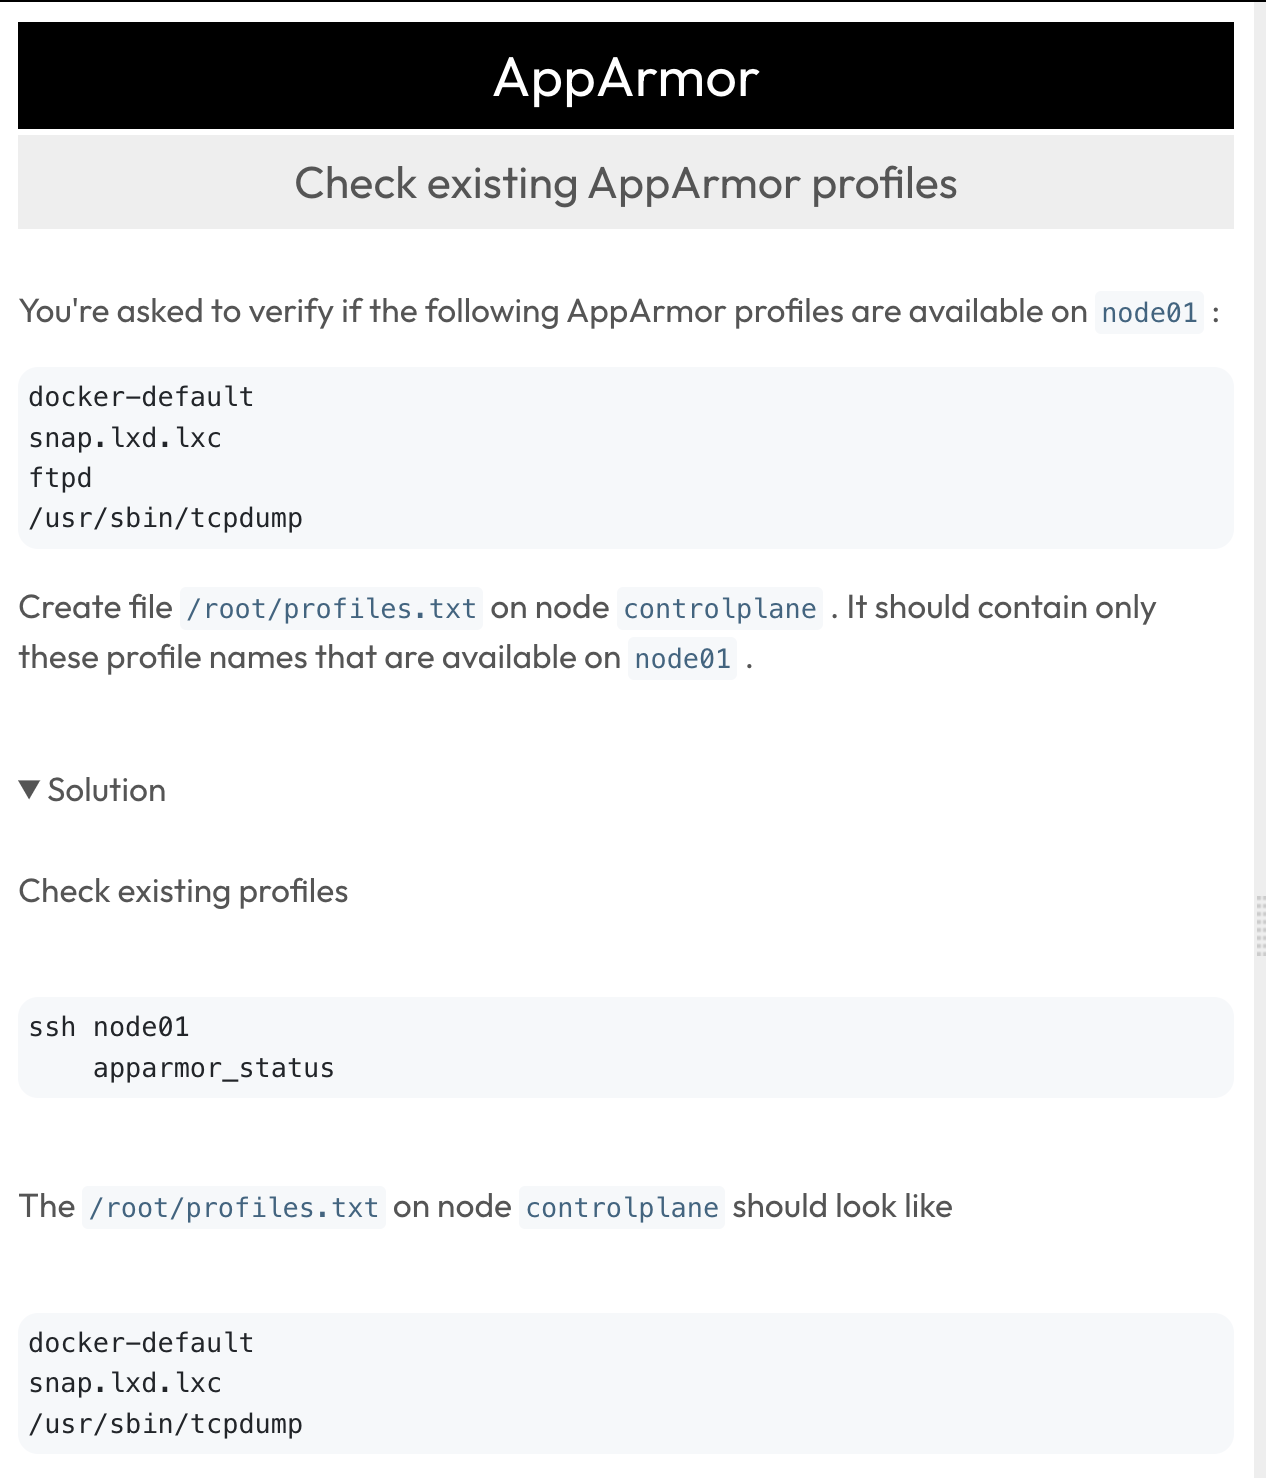 AppArmor
Check existing AppArmor profiles
You're asked to verify if the following AppArmor profiles are available on node01 :
docker-default
snap.lxd.lxc
ftpd
/usr/sbin/tcpdump
Create file /root/profiles.txt on node controlplane . It should contain only
these profile names that are available on node01 .
▼ Solution
Check existing profiles
ssh node01
    apparmor_status
The /root/profiles.txt on node controlplane should look like
docker-default
snap.lxd.lxc
/usr/sbin/tcpdump